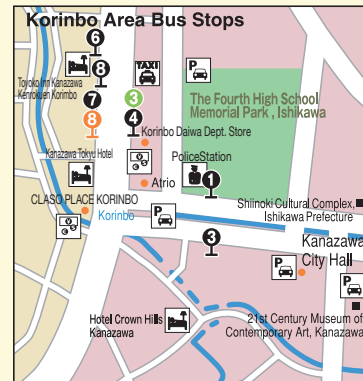 Korinbo Area Bus Stops
6
TAXI
P
8
Toyoko Inn Kanazawa
Kenrokuen Korimbo
7
3
The Fourth High School
Memorial Park , Ishikawa
8
4
Korinbo Daiwa Dept. Store
Kanazawa Tokyu Hotel
PoliceStation
Atrio
1
CLASO PLACE KORINBO
Shiinoki Cultural Complex,
Ishikawa Prefecture
Korinbo
P
3
Kanazawa
City Hall
P
P
Hotel Crown Hills
Kanazawa
21st Century Museum of
Contemporary Art, Kanazawa